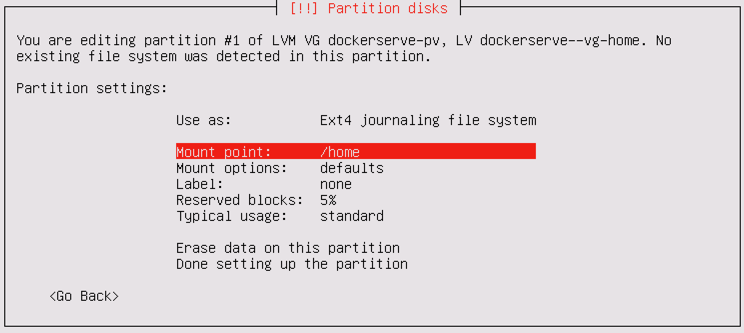 [!!] Partition disks
You are editing partition #1 of LVM VG dockerserve-pv, LV dockerserve--vg-home. No
existing file system was detected in this partition.
Partition settings:
Use as: Ext4 journaling file system
Mount point: /home
Mount options: defaults
Label: none
Reserved blocks: 5%
Typical usage: standard
Erase data on this partition
Done setting up the partition
<Go Back>